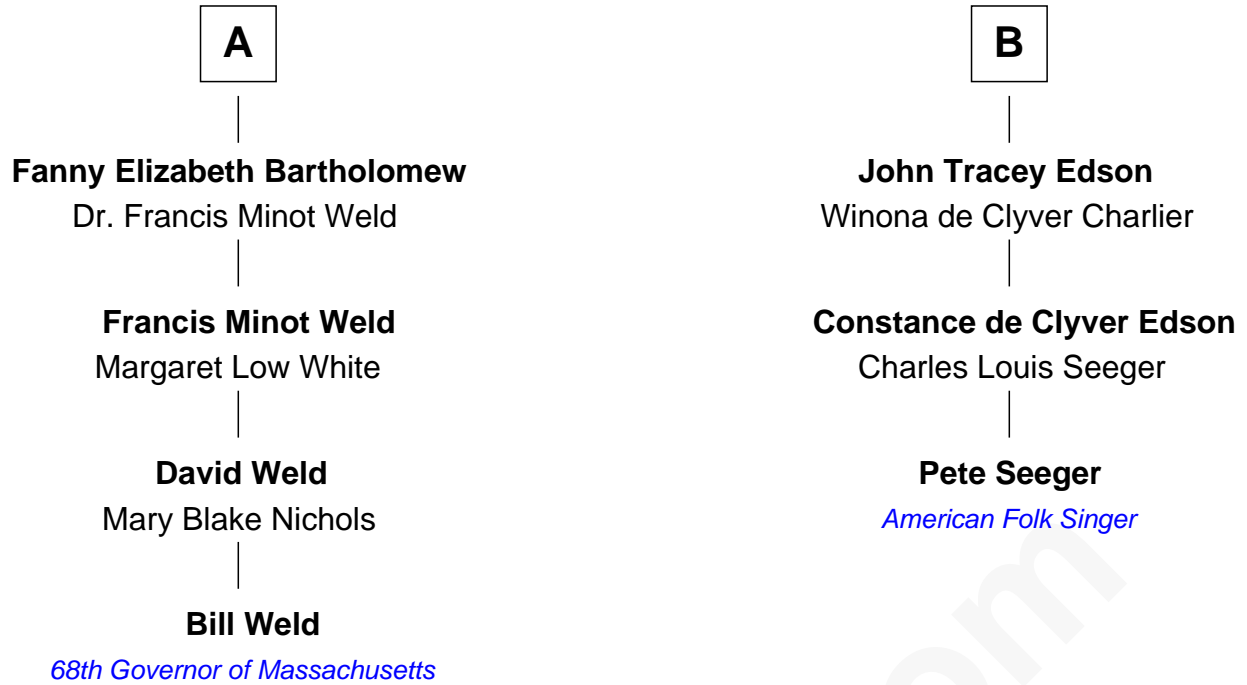 A
Fanny Elizabeth Bartholomew
Dr. Francis Minot Weld
Francis Minot Weld
Margaret Low White
David Weld
Mary Blake Nichols
Bill Weld
68th Governor of Massachusetts
B
John Tracey Edson
Winona de Clyver Charlier
Constance de Clyver Edson
Charles Louis Seeger
Pete Seeger
American Folk Singer
om